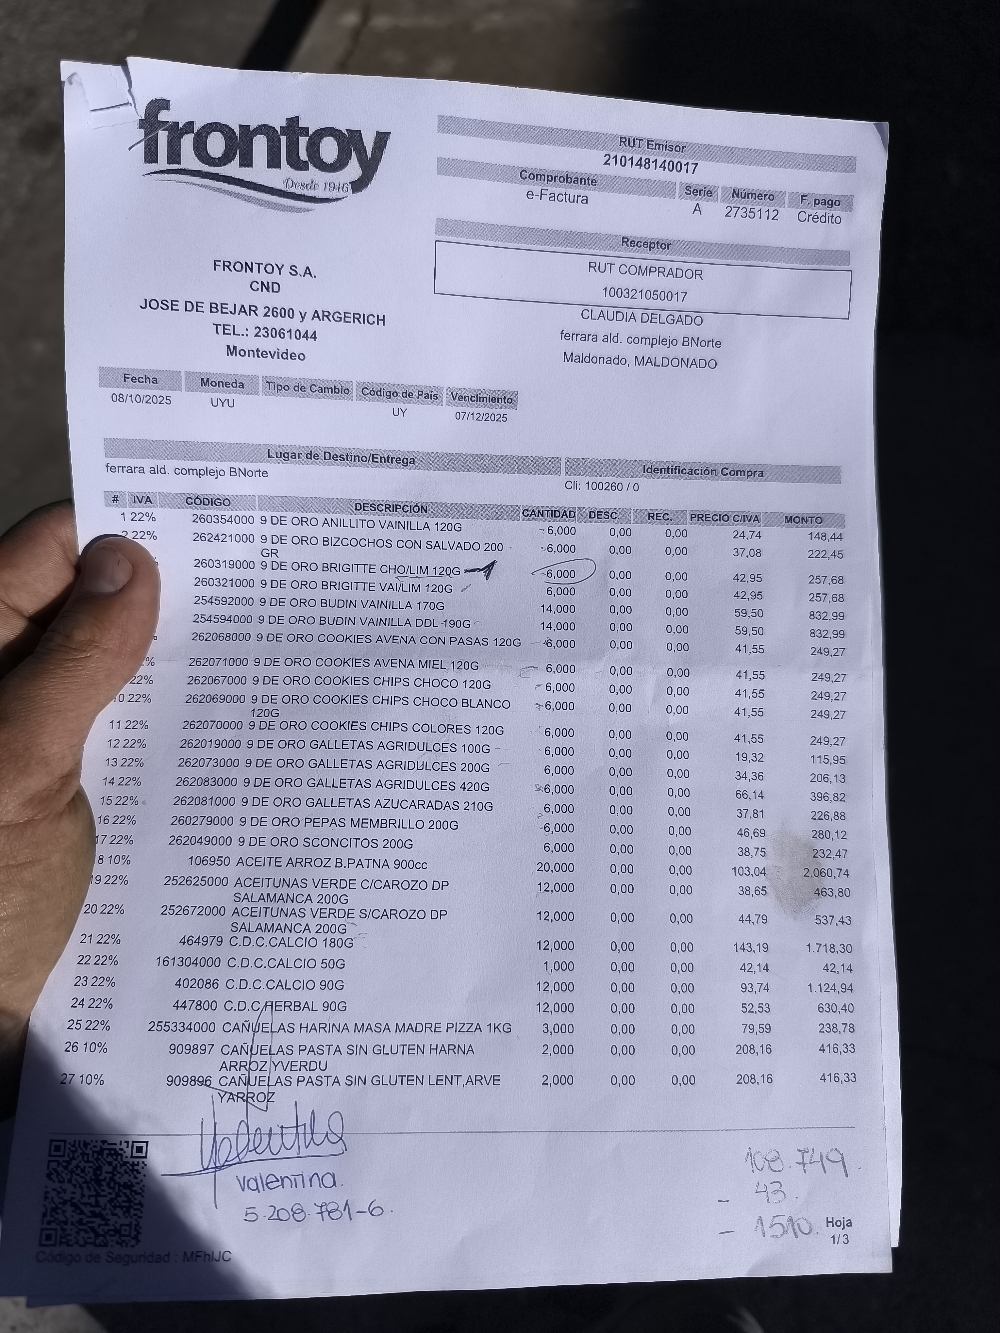 frontoy
Desde 1946
RUT Emisor
210148140017
Comprobante Serie Número F. pago
e-Factura A 2735112 Crédito
Receptor
RUT COMPRADOR
100321050017
CLAUDIA DELGADO
ferrara ald. complejo BNorte
Maldonado, MALDONADO
FRONTOY S.A.
CND
JOSE DE BEJAR 2600 y ARGERICH
TEL.: 23061044
Montevideo
Fecha Moneda Tipo de Cambio Código de País Vencimiento
08/10/2025 UYU UY 07/12/2025
Lugar de Destino/Entrega Identificación Compra
ferrara ald. complejo BNorte Cli: 100260 / 0
# IVA CÓDIGO DESCRIPCIÓN CANTIDAD DESC. REC. PRECIO C/IVA MONTO
1 22% 260354000 9 DE ORO ANILLITO VAINILLA 120G 6,000 0,00 0,00 24,74 148,44
2 22% 262421000 9 DE ORO BIZCOCHOS CON SALVADO 200 6,000 0,00 0,00 37,08 222,45
GR
260319000 9 DE ORO BRIGITTE CHO/LIM 120G 6,000 0,00 0,00 42,95 257,68
260321000 9 DE ORO BRIGITTE VAI/LIM 120G 6,000 0,00 0,00 42,95 257,68
254592000 9 DE ORO BUDIN VAINILLA 170G 14,000 0,00 0,00 59,50 832,99
254594000 9 DE ORO BUDIN VAINILLA DDL 190G 14,000 0,00 0,00 59,50 832,99
262068000 9 DE ORO COOKIES AVENA CON PASAS 120G 6,000 0,00 0,00 41,55 249,27
% 262071000 9 DE ORO COOKIES AVENA MIEL 120G 6,000 0,00 0,00 41,55 249,27
22% 262067000 9 DE ORO COOKIES CHIPS CHOCO 120G 6,000 0,00 0,00 41,55 249,27
10 22% 262069000 9 DE ORO COOKIES CHIPS CHOCO BLANCO 6,000 0,00 0,00 41,55 249,27
120G
11 22% 262070000 9 DE ORO COOKIES CHIPS COLORES 120G 6,000 0,00 0,00 41,55 249,27
12 22% 262019000 9 DE ORO GALLETAS AGRIDULCES 100G 6,000 0,00 0,00 19,32 115,95
13 22% 262073000 9 DE ORO GALLETAS AGRIDULCES 200G 6,000 0,00 0,00 34,36 206,13
14 22% 262083000 9 DE ORO GALLETAS AGRIDULCES 420G 6,000 0,00 0,00 66,14 396,82
15 22% 262081000 9 DE ORO GALLETAS AZUCARADAS 210G 6,000 0,00 0,00 37,81 226,88
16 22% 260279000 9 DE ORO PEPAS MEMBRILLO 200G 6,000 0,00 0,00 46,69 280,12
17 22% 262049000 9 DE ORO SCONCITOS 200G 6,000 0,00 0,00 38,75 232,47
8 10% 106950 ACEITE ARROZ B.PATNA 900cc 20,000 0,00 0,00 103,04 2.060,74
19 22% 252625000 ACEITUNAS VERDE C/CAROZO DP 12,000 0,00 0,00 38,65 463,80
SALAMANCA 200G
20 22% 252672000 ACEITUNAS VERDE S/CAROZO DP 12,000 0,00 0,00 44,79 537,43
SALAMANCA 200G
21 22% 464979 C.D.C.CALCIO 180G 12,000 0,00 0,00 143,19 1.718,30
22 22% 161304000 C.D.C.CALCIO 50G 1,000 0,00 0,00 42,14 42,14
23 22% 402086 C.D.C.CALCIO 90G 12,000 0,00 0,00 93,74 1.124,94
24 22% 447800 C.D.C.HERBAL 90G 12,000 0,00 0,00 52,53 630,40
25 22% 255334000 CAÑUELAS HARINA MASA MADRE PIZZA 1KG 3,000 0,00 0,00 79,59 238,78
26 10% 909897 CAÑUELAS PASTA SIN GLUTEN HARNA 2,000 0,00 0,00 208,16 416,33
ARROZ YVERDU
27 10% 909896 CAÑUELAS PASTA SIN GLUTEN LENT,ARVE 2,000 0,00 0,00 208,16 416,33
YARROZ
Valentina.
5.208.781-6.
108.749
- 43.
- 1510.
Hoja
1/3
Código de Seguridad : MFhIJC